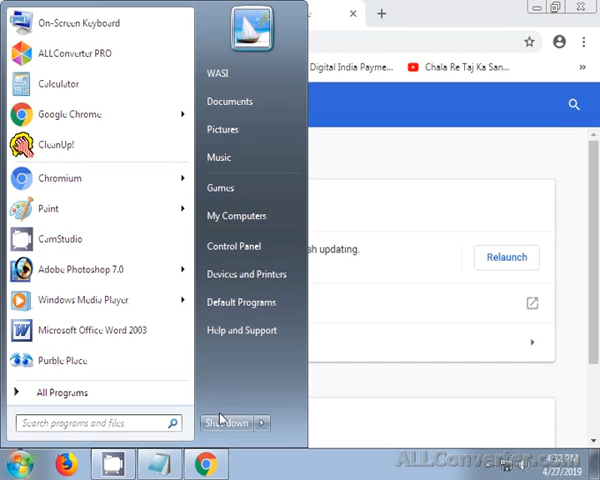 On-Screen Keyboard
ALLConverter PRO
Calculator
Google Chrome
CleanUp!
Chromium
Paint
CamStudio
Adobe Photoshop 7.0
Windows Media Player
Microsoft Office Word 2003
Purble Place
All Programs
Search programs and files
WASI
Documents
Pictures
Music
Games
My Computers
Control Panel
Devices and Printers
Default Programs
Help and Support
Shutdown
Digital India Payme...
Chala Re Taj Ka San...
»
sh updating.
Relaunch
4:32 PM
4/27/2019
ALLConverter.com